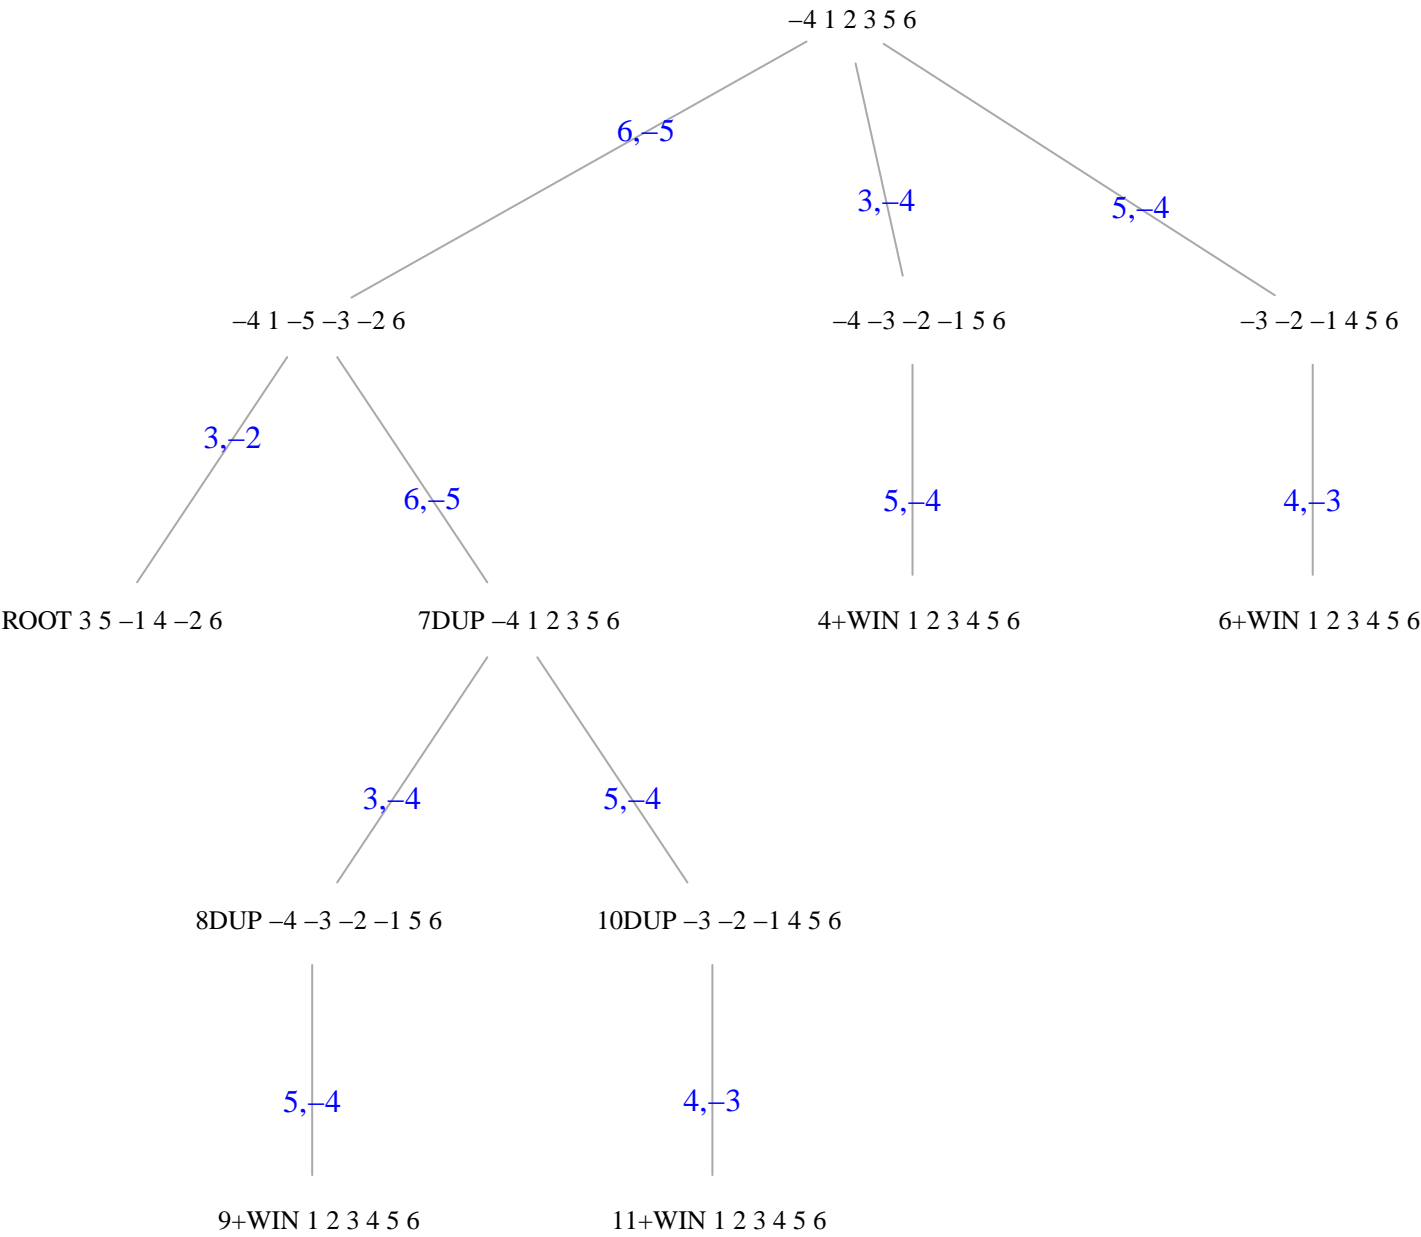 –4 1 2 3 5 6
6,–5
3,–4
5,–4
–4 1 –5 –3 –2 6
–4 –3 –2 –1 5 6
–3 –2 –1 4 5 6
3,–2
6,–5
5,–4
4,–3
ROOT 3 5 –1 4 –2 6
7DUP –4 1 2 3 5 6
4+WIN 1 2 3 4 5 6
6+WIN 1 2 3 4 5 6
3,–4
5,–4
8DUP –4 –3 –2 –1 5 6
10DUP –3 –2 –1 4 5 6
5,–4
4,–3
9+WIN 1 2 3 4 5 6
11+WIN 1 2 3 4 5 6